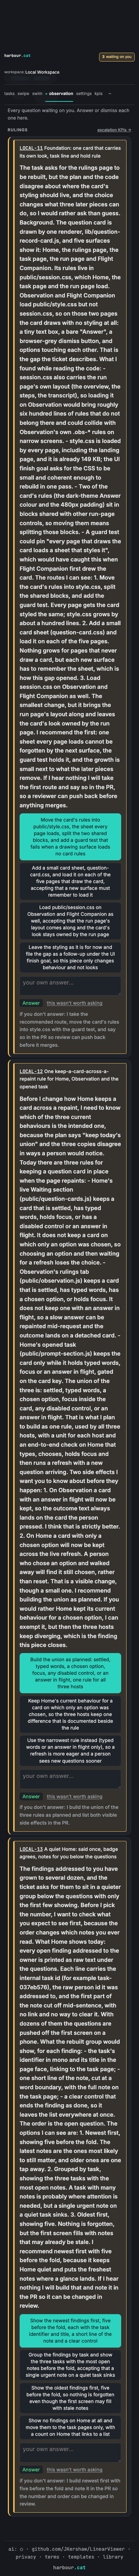 harbour.cat
5 waiting on you
workspace Local Workspace
tasks swipe swim observation settings kpis
Every question waiting on you. Answer or dismiss each
one here.
RULINGS
escalation KPIs →
LOCAL-11 Foundation: one card that carries
its own look, task line and hold rule
The task asks for the rulings page to
be the start, but the plan and the code
disagree about where the card's
styling should live, and the choice
changes what three later pieces can
do, so I would rather ask than guess.
Background. The question card is
drawn by one renderer, lib/question-
record-card.js, and five surfaces
show it: Home, the rulings page, the
task page, the run page and Flight
Companion. Its rules live in
public/session.css, which Home, the
task page and the run page load.
Observation and Flight Companion
load public/style.css but not
session.css, so on those two pages
the card draws with no styling at all:
a tiny text box, a bare "Answer", a
browser-grey dismiss button, and
options touching each other. That is
the gap the ticket describes. What I
found while reading the code: -
session.css also carries the run
page's own layout (the overview, the
steps, the transcript), so loading it
on Observation would bring roughly
six hundred lines of rules that do not
belong there and could collide with
Observation's own .obs-* rules on
narrow screens. - style.css is loaded
by every page, including the landing
page, and it is already 149 KB; the UI
finish goal also asks for the CSS to be
small and coherent enough to
rebuild in one pass. - Two of the
card's rules (the dark-theme Answer
colour and the 480px padding) sit in
blocks shared with other run-page
controls, so moving them means
splitting those blocks. - A guard test
could pin "every page that draws the
card loads a sheet that styles it",
which would have caught this when
Flight Companion first drew the
card. The routes I can see: 1. Move
the card's rules into style.css, split
the shared blocks, and add the
guard test. Every page gets the card
styled the same; style.css grows by
about a hundred lines. 2. Add a small
sheet (question-card.css) and
load it on the five pages.
Nothing grows for pages that never
draw a card, but each new surface
has to remember the sheet, which is
how this gap opened. 3. Load
session.css on Observation and
Flight Companion as well. The
smallest change, but it brings the
run page's layout along and leaves
the card's look owned by the run
page. I recommend the first: one
sheet every page loads cannot be
forgotten by the next surface, the
guard test holds it, and the growth is
small next to what the later pieces
remove. If I hear nothing I will take
the first route and say so in the PR,
so a reviewer can push back before
anything merges.
Move the card's rules into
public/style.css, the sheet every
page loads, split the two shared
blocks, and add a guard test that
makes a drawing surface loads
no card rules
Add a small card sheet, question-
card.css, and load it on each of the
five pages that draw the card,
accepting that a new surface must
remember to load it
Load public/session.css on
Observation and Flight Companion as
well, accepting that the run page's
layout comes along and the card's
look stays owned by the run page
Leave the styling as it is for now and
file the gap as a follow-up under the UI
finish goal, so this piece only changes
behaviour and not looks
your own answer...
Answer this wasn't worth asking
If you don't answer: I take the
recommended route, move the card's rules
into style.css with the guard test, and say
so in the PR so review can push back
before it merges.
LOCAL-12 One keep-a-card-across-a-
repaint rule for Home, Observation and the
opened task
Before I change how Home keeps a
card across a repaint, I need to know
which of the three current
behaviours is the intended one,
because the plan says "keep today's
union" and the three copies disagree
in ways a person would notice.
Today there are three rules for
keeping a question card in place
when the page repaints: - Home's
live Waiting section
(public/question-cards.js) keeps a
card that is settled, has typed
words, holds focus, or has a
disabled control or an answer in
flight. It does not keep a card on
which only an option was chosen, so
choosing an option and then waiting
for a refresh loses the choice. -
Observation's rulings tab
(public/observation.js) keeps a card
that is settled, has typed words, has
a chosen option, or holds focus. It
does not keep one with an answer in
flight, so a slow answer can be
repainted mid-request and the
outcome lands on a detached card. -
Home's opened task
(public/prompt-section.js) keeps the
card only while it holds typed words,
focus or an answer in flight, gated
on the card key. The union of the
three is: settled, typed words, a
chosen option, focus inside the
card, any disabled control, or an
answer in flight. That is what I plan
to build as one rule, used by all three
hosts, with a unit for each host and
an end-to-end check on Home that
types, chooses, holds focus and
then runs a refresh with a new
question arriving. Two side effects I
want you to know about before they
happen: 1. On Observation a card
with an answer in flight will now be
kept, so the outcome text always
lands on the card the person
pressed. I think that is strictly better.
2. On Home a card with only a
chosen option will now be kept
across the live refresh. A person
who chose an option and walked
away will find it still chosen, rather
than reset. That is a visible change,
though a small one. I recommend
building the union as planned. If you
would rather Home kept its current
behaviour for a chosen option, I can
exempt it, but then the three hosts
keep diverging, which is the finding
this piece closes.
Build the union as planned: settled,
typed words, a chosen option,
focus, any disabled control, or an
answer in flight, one rule for all
three hosts
Keep Home's current behaviour for a
card on which only an option was
chosen, so the three hosts keep one
difference that is documented beside
the rule
Use the narrowest rule instead (typed
words or an answer in flight only), so a
refresh is more eager and a person
sees new questions sooner
your own answer...
Answer this wasn't worth asking
If you don't answer: I build the union of the
three rules as planned and list both visible
side effects in the PR.
LOCAL-13 A quiet Home: said once, badge
agrees, notes for you below the questions
The findings addressed to you have
grown to several dozen, and the
ticket asks for them to sit in a quieter
group below the questions with only
the first few showing. Before I pick
the number, I want to check what
you expect to see first, because the
order changes which notes you ever
read. What Home shows today:
every open finding addressed to the
owner is printed as raw text under
the questions. Each line carries the
internal task id (for example task-
037eb576), the raw person id it was
addressed to, and the first part of
the note cut off mid-sentence, with
no link and no way to clear it. With
dozens of them your questions are
pushed off the first screen on a
phone. What the rebuilt group would
show, for each finding: - the task's
identifier in mono and its title in the
page face, linking to the task page; -
one short line of the note, cut at a
word boundary, with the full note on
the task page, - a clear control that
ends the finding as done, so it
leaves the list everywhere at once.
The order is the open question. The
options I can see are: 1. Newest first,
showing five before the fold. The
latest notes are the ones most likely
to still matter, and older ones are one
tap away. 2. Grouped by task,
showing the three tasks with the
most open notes. A task with many
notes is probably where attention is
needed, but a single urgent note on
a quiet task sinks. 3. Oldest first,
showing five. Nothing is forgotten,
but the first screen fills with notes
that may already be stale. I
recommend newest first with five
before the fold, because it keeps
Home quiet and puts the freshest
notes where a glance lands. If I hear
nothing I will build that and note it in
the PR so it can be changed in
review.
Show the newest findings first, five
before the fold, each with the task
identifier and title, a short line of the
note and a clear control
Group the findings by task and show
the three tasks with the most open
notes before the fold, accepting that a
single urgent note on a quiet task sinks
Show the oldest findings first, five
before the fold, so nothing is forgotten
even though the first screen may fill
with stale notes
Show no findings on Home at all and
move them to the task pages only, with
a count on Home that links to a list
your own answer...
Answer this wasn't worth asking
If you don't answer: I build newest first with
five before the fold and note it in the PR
so the number and order can be changed in
review.
github.com/JKershaw/LinearViewer
privacy · terms · templates · library
harbour.cat